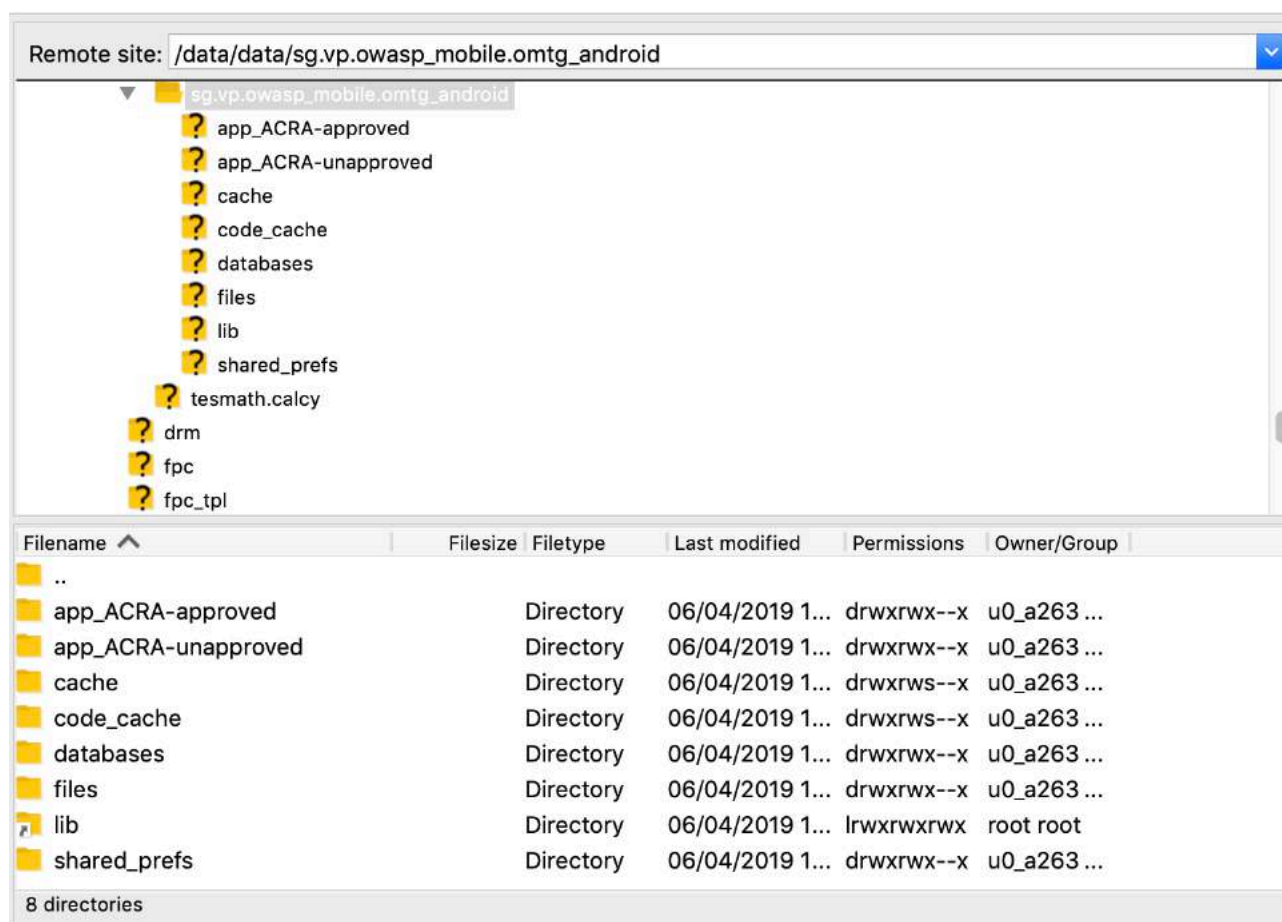 Remote site: /data/data/sg.vp.owasp_mobile.omtg_android
sg.vp.owasp_mobile.omtg_android
app_ACRA-approved
app_ACRA-unapproved
cache
code_cache
databases
files
lib
shared_prefs
tesmath.calcy
drm
fpc
fpc_tpl
Filename Filesize Filetype Last modified Permissions Owner/Group
..
app_ACRA-approved Directory 06/04/2019 1... drwxrwx--x u0_a263 ...
app_ACRA-unapproved Directory 06/04/2019 1... drwxrwx--x u0_a263 ...
cache Directory 06/04/2019 1... drwxrws--x u0_a263 ...
code_cache Directory 06/04/2019 1... drwxrws--x u0_a263 ...
databases Directory 06/04/2019 1... drwxrwx--x u0_a263 ...
files Directory 06/04/2019 1... drwxrwx--x u0_a263 ...
lib Directory 06/04/2019 1... lrwxrwxrwx root root
shared_prefs Directory 06/04/2019 1... drwxrwx--x u0_a263 ...
8 directories